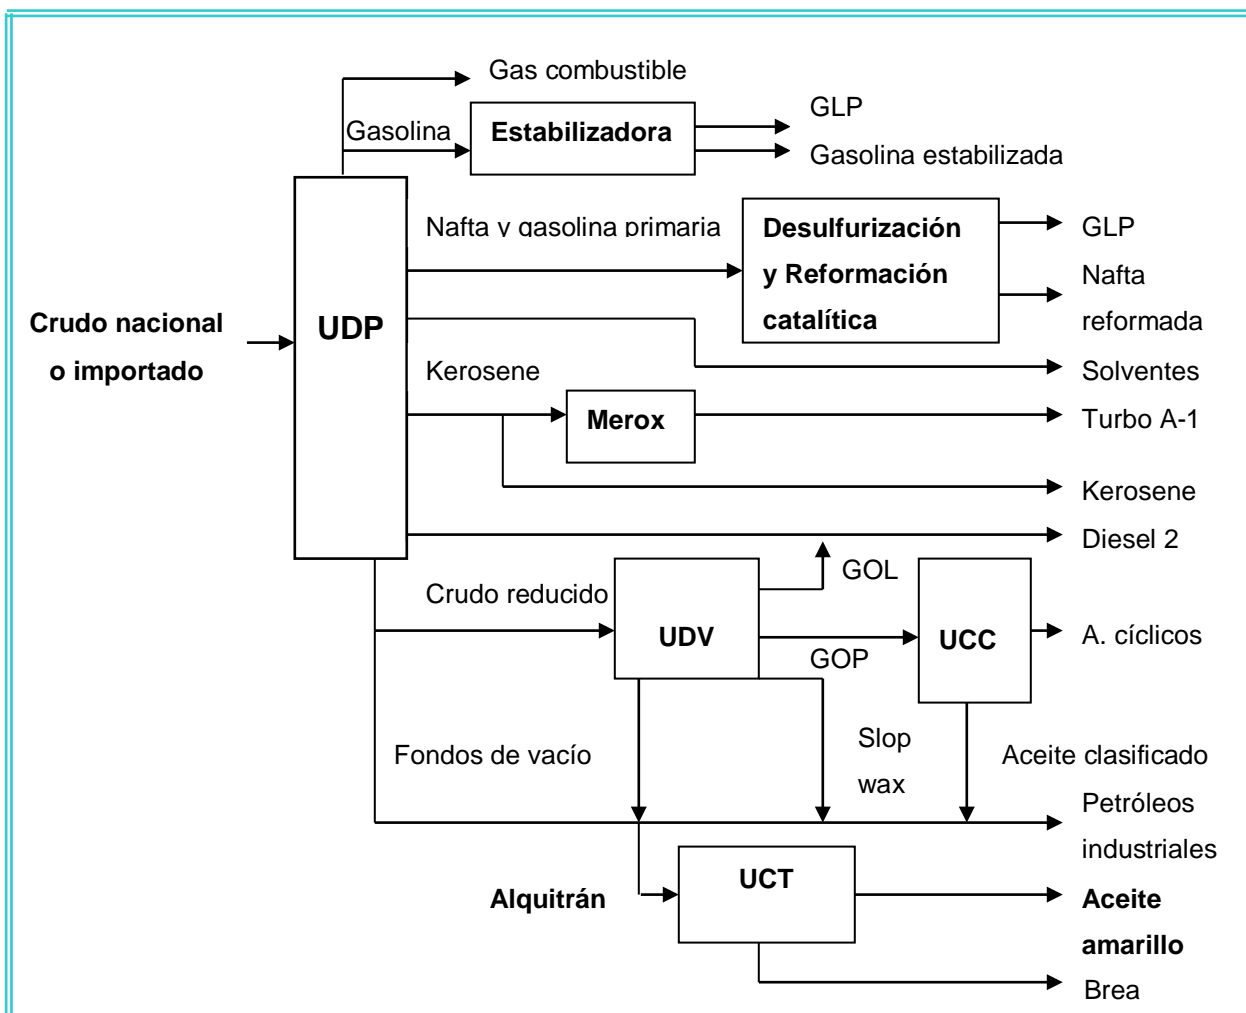 Gas combustible
GLP
Gasolina
Estabilizadora
Gasolina estabilizada
Nafta y gasolina primaria
Desulfurización
y Reformación
catalítica
GLP
Nafta
reformada
Crudo nacional
o importado
UDP
Kerosene
Solventes
Merox
Turbo A-1
Kerosene
Diesel 2
GOL
Crudo reducido
UDV
UCC
A. cíclicos
GOP
Fondos de vacío
Slop
wax
Aceite clasificado
Petróleos
industriales
UCT
Alquitrán
Aceite
amarillo
Brea